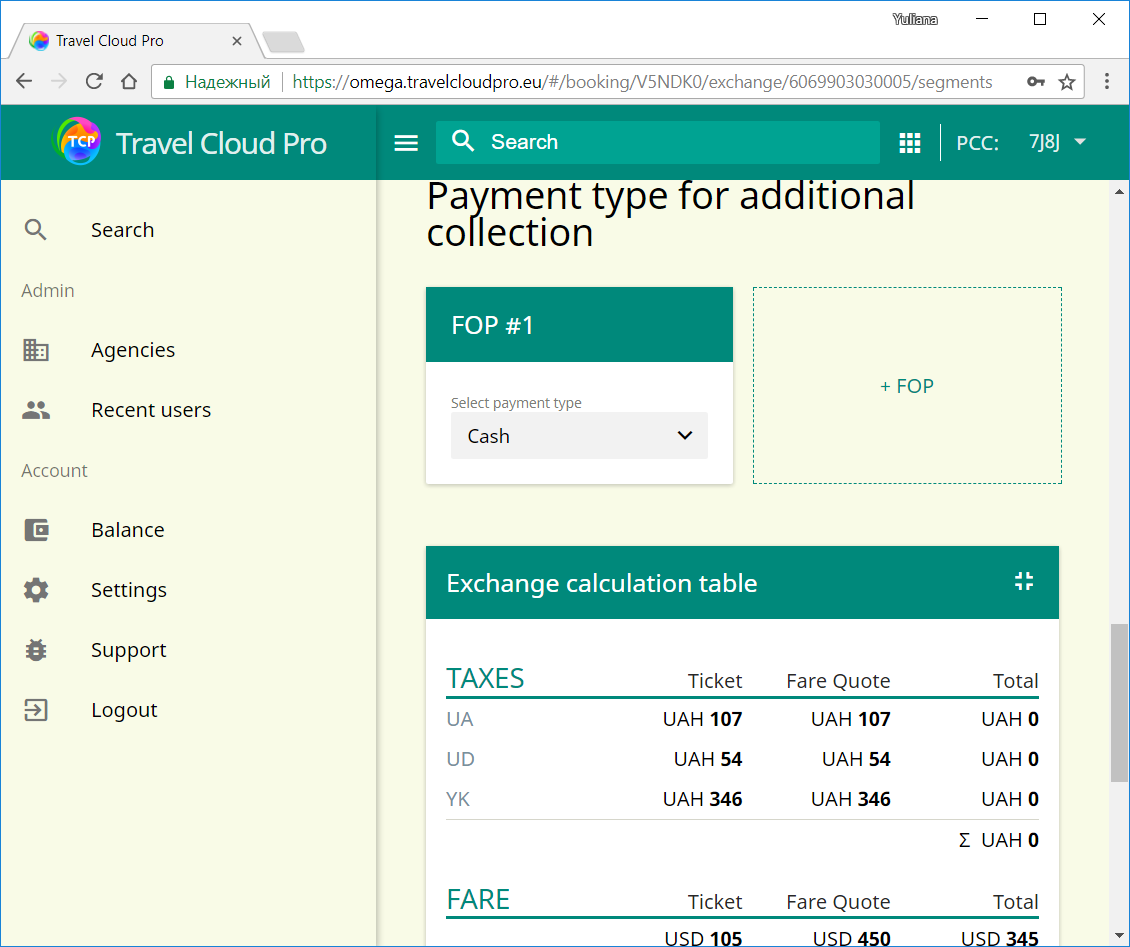 Yuliana
Travel Cloud Pro
Надежный https://omega.travelcloudpro.eu/#/booking/V5NDK0/exchange/6069903030005/segments
TCP Travel Cloud Pro Search PCC: 7J8J
Search
Admin
Agencies
Recent users
Account
Balance
Settings
Support
Logout
Payment type for additional
collection
FOP #1
Select payment type
Cash
+ FOP
Exchange calculation table
TAXES Ticket Fare Quote Total
UA UAH 107 UAH 107 UAH 0
UD UAH 54 UAH 54 UAH 0
YK UAH 346 UAH 346 UAH 0
Σ UAH 0
FARE Ticket Fare Quote Total
USD 105 USD 450 USD 345